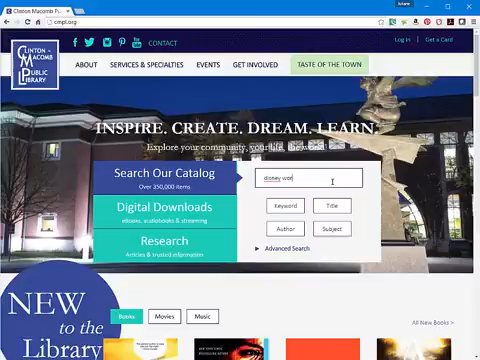 Clinton Macomb Pu
cmpl.org
CONTACT
Log In | Get a Card
CLINTON-
MACOMB
PUBLIC
LIBRARY
ABOUT
SERVICES & SPECIALTIES
EVENTS
GET INVOLVED
TASTE OF THE TOWN
INSPIRE. CREATE. DREAM. LEARN.
Explore your community, your life, the world!
Search Our Catalog
Over 350,000 items
disney wor
Digital Downloads
eBooks, audiobooks & streaming
Keyword
Title
Author
Subject
Research
Articles & trusted information
Advanced Search
NEW
to the
Library
Books
Movies
Music
All New Books >